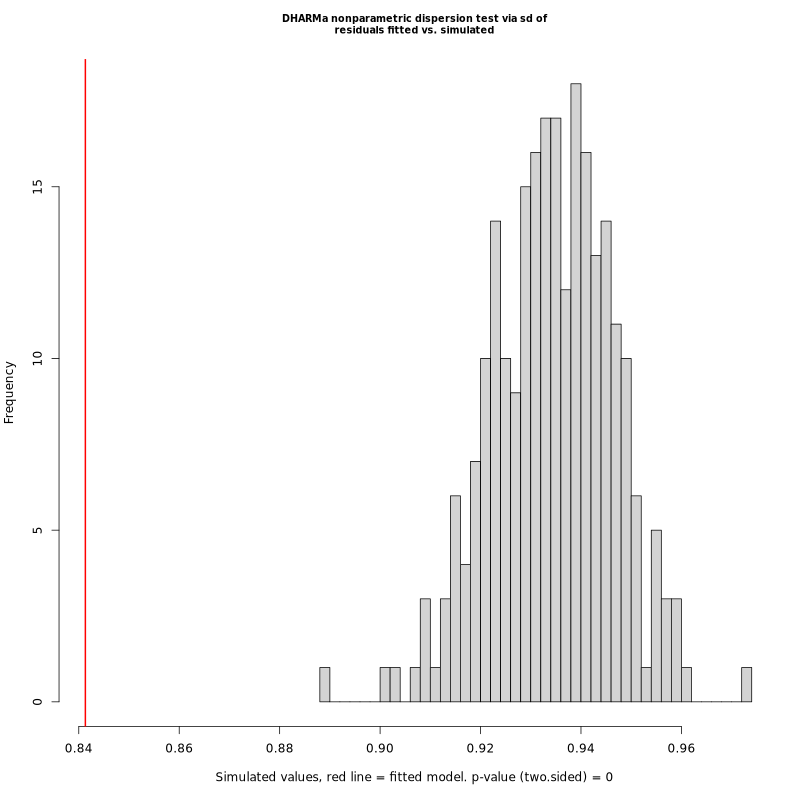 DHARMa nonparametric dispersion test via sd of
residuals fitted vs. simulated
Frequency
15
10
5
0
0.84 0.86 0.88 0.90 0.92 0.94 0.96
Simulated values, red line = fitted model. p-value (two.sided) = 0